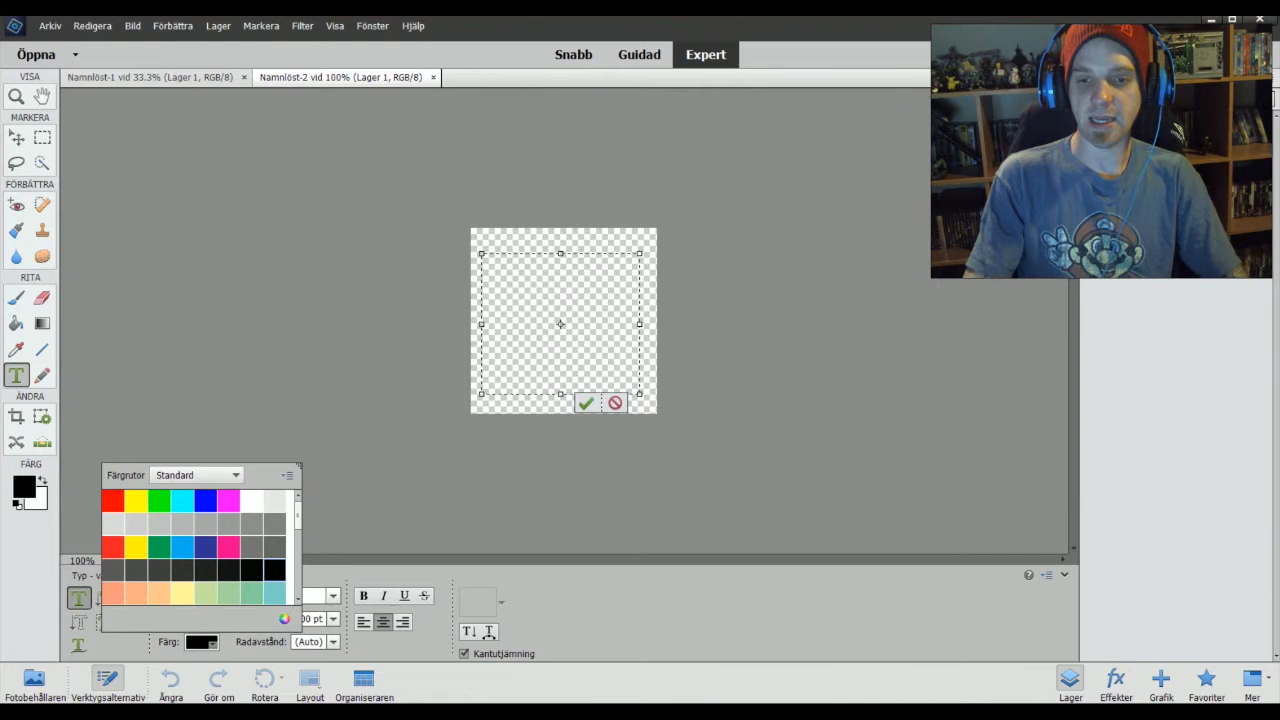 Arkiv Redigera Bild Förbättra Lager Markera Filter Visa Fönster Hjälp
Öppna Snabb Guidad Expert
VISA
Namnlöst-1 vid 33.3% (Lager 1, RGB/8) × Namnlöst-2 vid 100% (Lager 1, RGB/8) ×
MARKERA
FÖRBÄTTRA
RITA
T
ÄNDRA
FÄRG
Färgrutor Standard
100%
Typ - v
T B I U S
00 pt
T
Färg: Radavstånd: (Auto) Kantutjämning
Fotobehållaren Verktygsalternativ Ångra Gör om Rotera Layout Organiseraren Lager Effekter Grafik Favoriter Mer